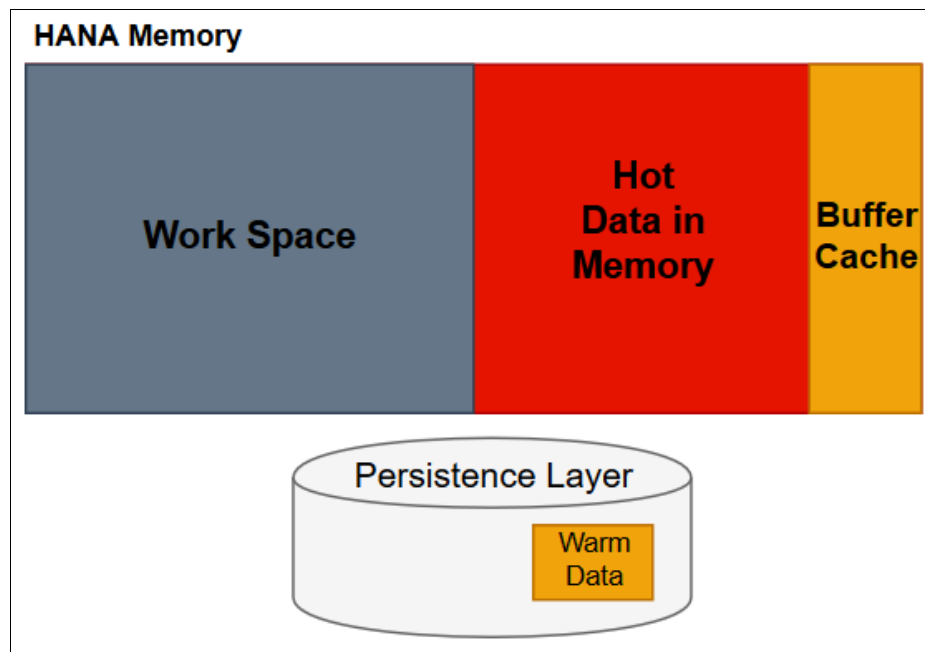 HANA Memory
Work Space
Hot
Data in
Memory
Buffer
Cache
Persistence Layer
Warm
Data